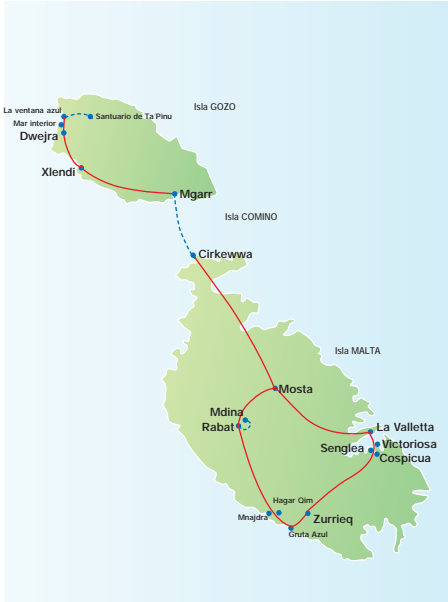 Isla GOZO
La ventana azul
Santuario de Ta'Pinu
Mar interior
Dwejra
Xlendi
Mgarr
Isla COMINO
Cirkewwa
Isla MALTA
Mosta
Mdina
Rabat
La Valletta
Victoriosa
Senglea
Cospicua
Hagar Qim
Mnajdra
Zurrieq
Gruta Azul